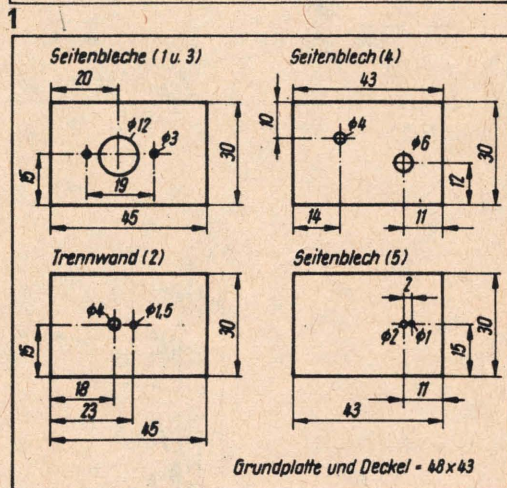 1
Seitenbleche (1 u. 3)
20
ϕ12
ϕ3
15
19
30
45
Seitenblech (4)
43
10
ϕ4
ϕ6
30
12
14
11
Trennwand (2)
ϕ4
ϕ1,5
15
30
18
23
45
Seitenblech (5)
2
ϕ2
ϕ1
30
15
11
43
Grundplatte und Deckel = 48x43